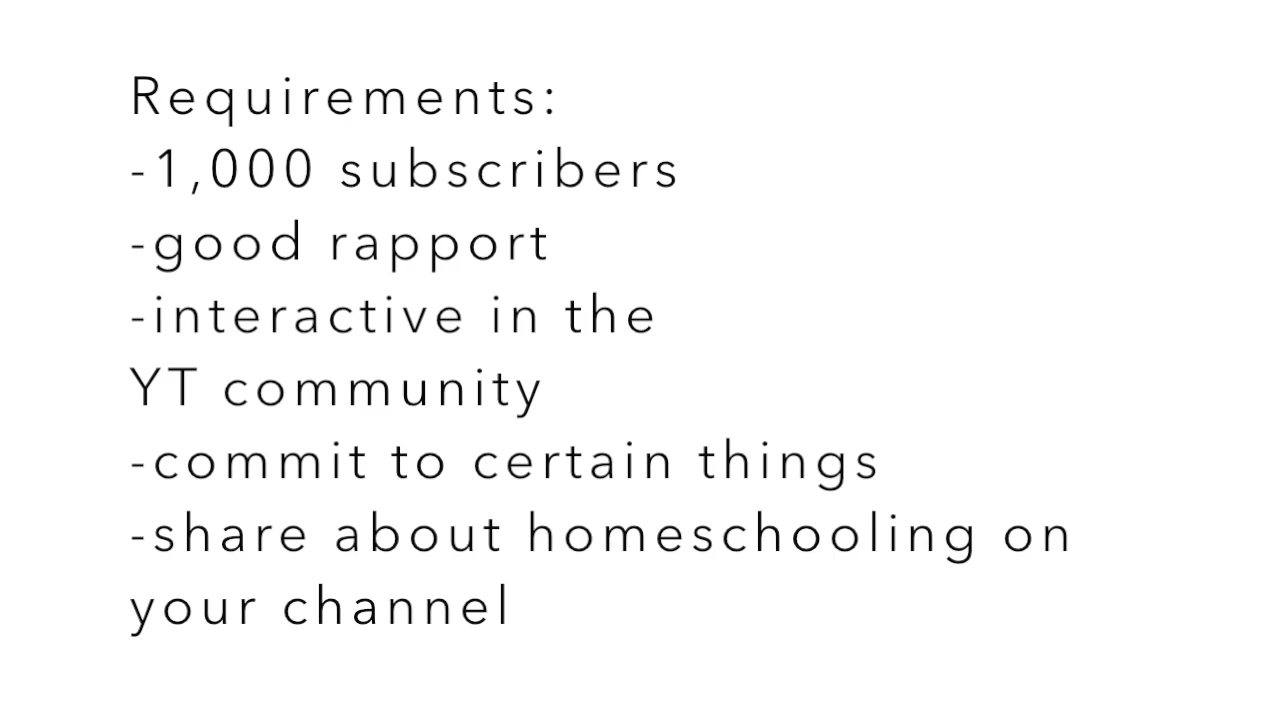 Requirements:
-1,000 subscribers
-good rapport
-interactive in the
YT community
-commit to certain things
-share about homeschooling on
your channel